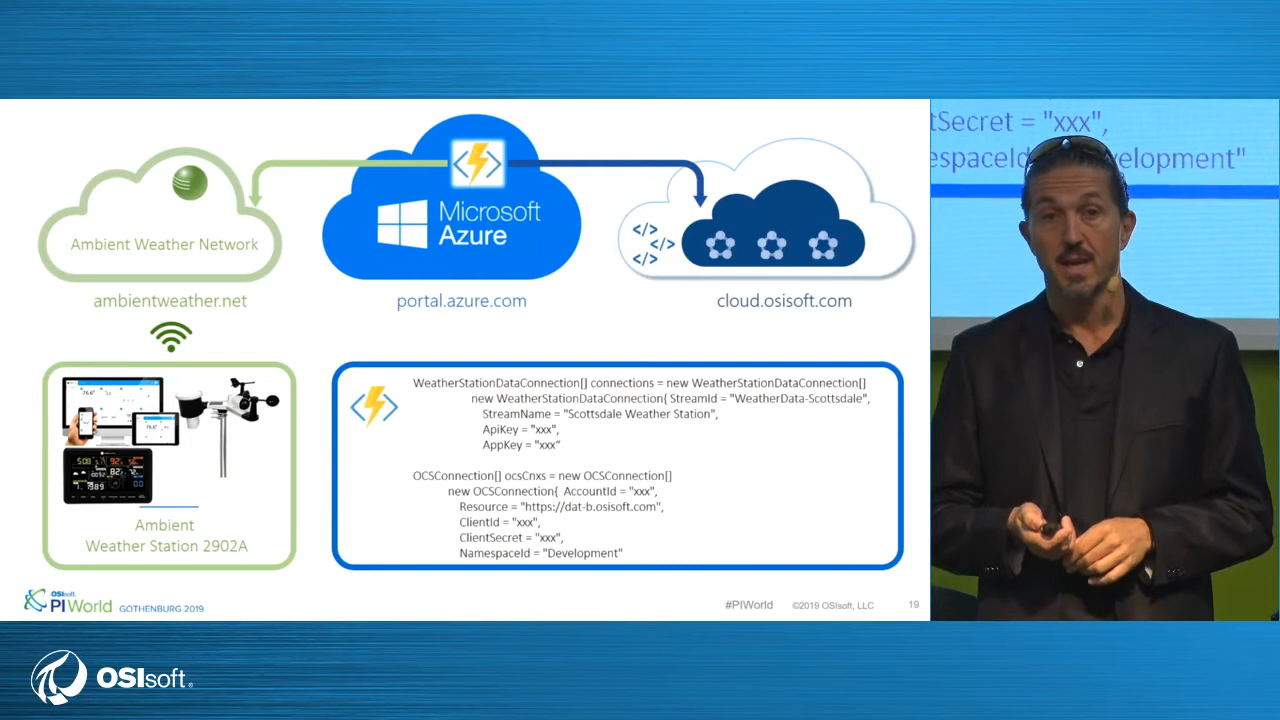 Ambient Weather Network
Microsoft
Azure
</>
</>
</>
ambientweather.net
portal.azure.com
cloud.osisoft.com
Ambient
Weather Station 2902A
WeatherStationDataConnection[] connections = new WeatherStationDataConnection[]
new WeatherStationDataConnection{ StreamId = "WeatherData-Scottsdale",
StreamName = "Scottsdale Weather Station",
ApiKey = "xxx",
AppKey = "xxx"
OCSConnection[] ocsCnxs = new OCSConnection[]
new OCSConnection{ AccountId = "xxx",
Resource = "https://dat-b.osisoft.com",
ClientId = "xxx",
ClientSecret = "xxx",
NamespaceId = "Development"
OSIsoft.
PI World GOTHENBURG 2019
#PIWorld ©2019 OSIsoft, LLC 19
tSecret = "xxx",
espaceId velopment"
OSIsoft.